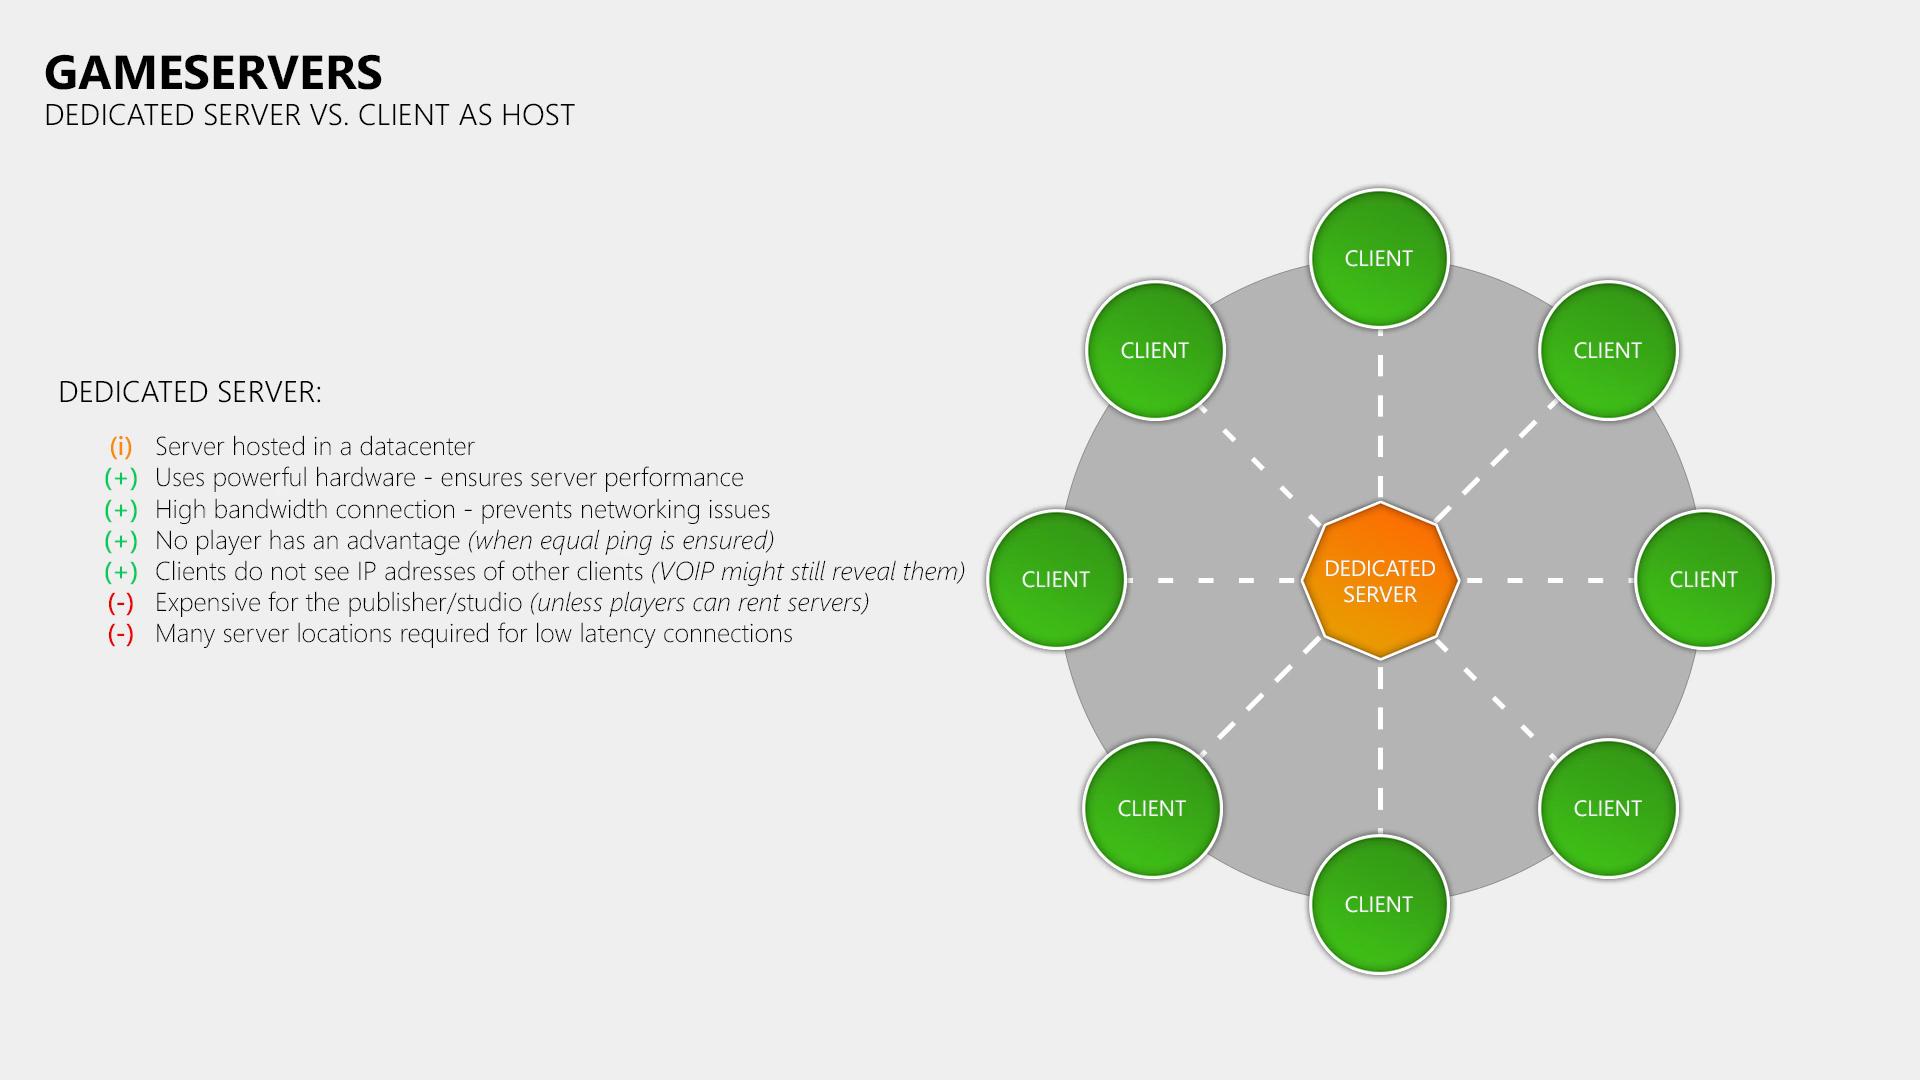 GAMESERVERS
DEDICATED SERVER VS. CLIENT AS HOST
DEDICATED SERVER:
(i) Server hosted in a datacenter
(+) Uses powerful hardware - ensures server performance
(+) High bandwidth connection - prevents networking issues
(+) No player has an advantage (when equal ping is ensured)
(+) Clients do not see IP adresses of other clients (VOIP might still reveal them)
(-) Expensive for the publisher/studio (unless players can rent servers)
(-) Many server locations required for low latency connections
CLIENT
CLIENT
CLIENT
CLIENT
DEDICATED
SERVER
CLIENT
CLIENT
CLIENT
CLIENT